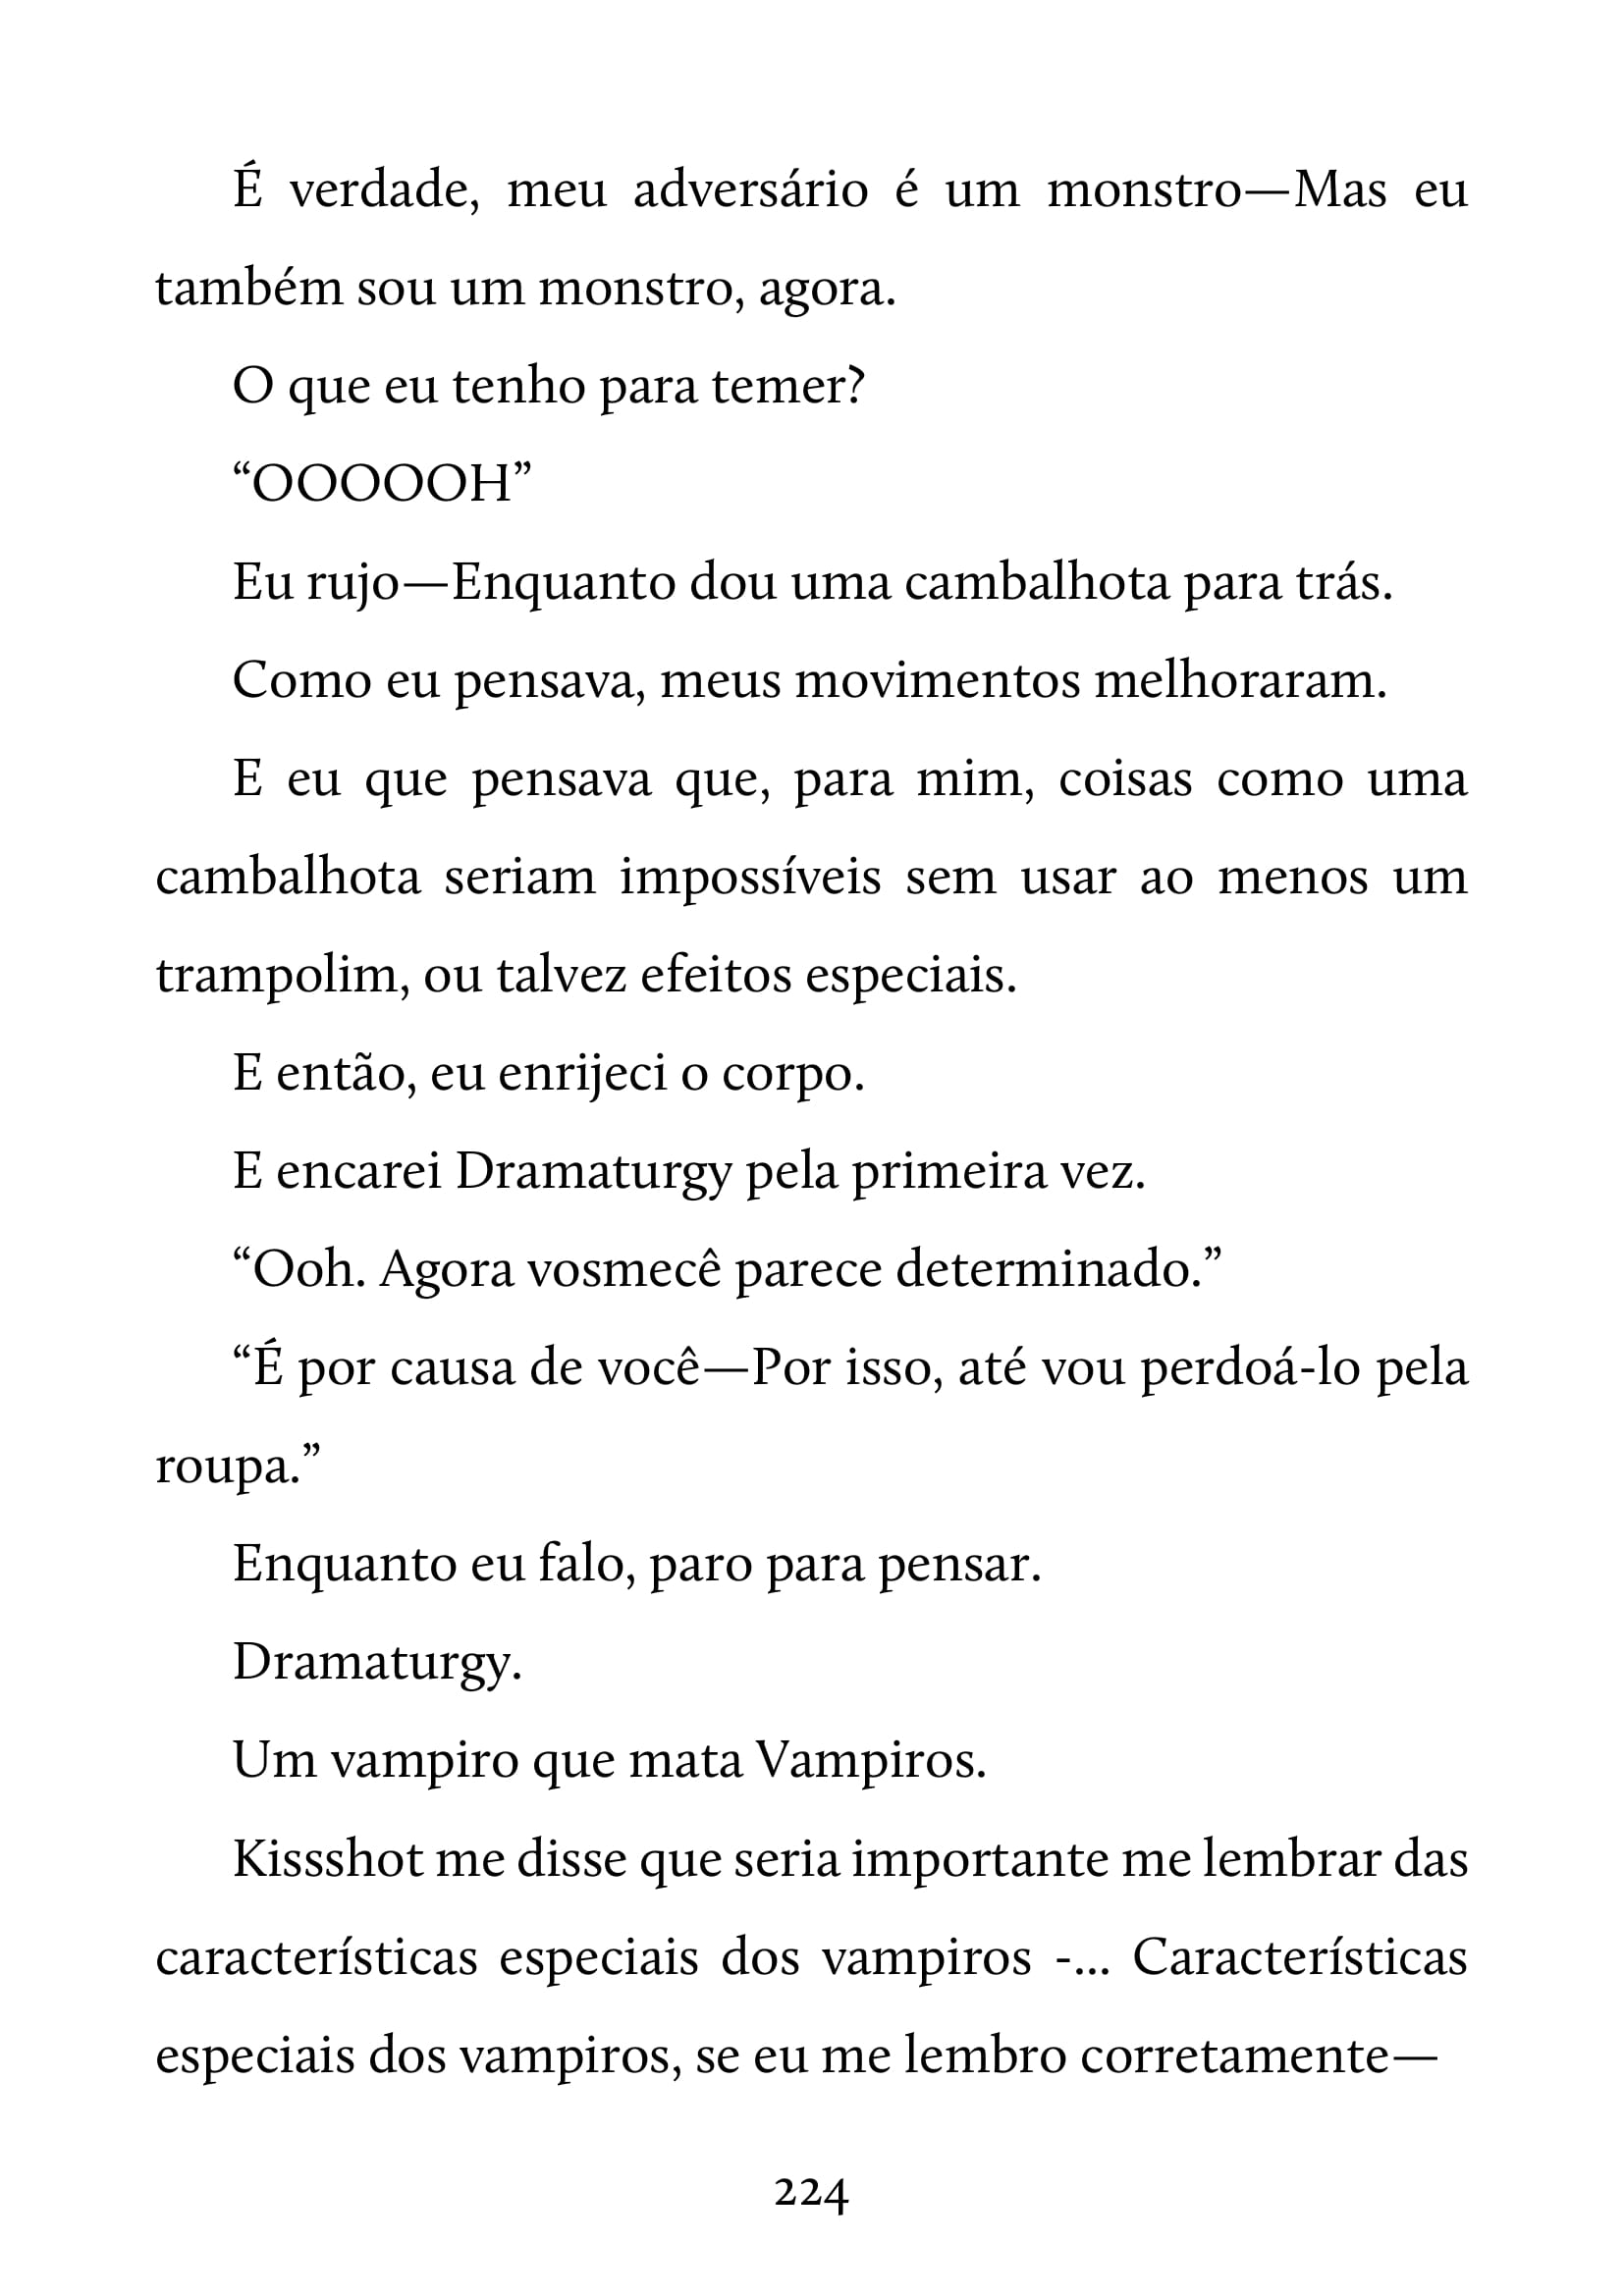 É verdade, meu adversário é um monstro—Mas eu
também sou um monstro, agora.
O que eu tenho para temer?
“OOOOOH”
Eu rujo—Enquanto dou uma cambalhota para trás.
Como eu pensava, meus movimentos melhoraram.
E eu que pensava que, para mim, coisas como uma
cambalhota seriam impossíveis sem usar ao menos um
trampolim, ou talvez efeitos especiais.
E então, eu enrijeci o corpo.
E encarei Dramaturgy pela primeira vez.
“Ooh. Agora vosmecê parece determinado.”
“É por causa de você—Por isso, até vou perdoá-lo pela
roupa.”
Enquanto eu falo, paro para pensar.
Dramaturgy.
Um vampiro que mata Vampiros.
Kissshot me disse que seria importante me lembrar das
características especiais dos vampiros -... Características
especiais dos vampiros, se eu me lembro corretamente—
224